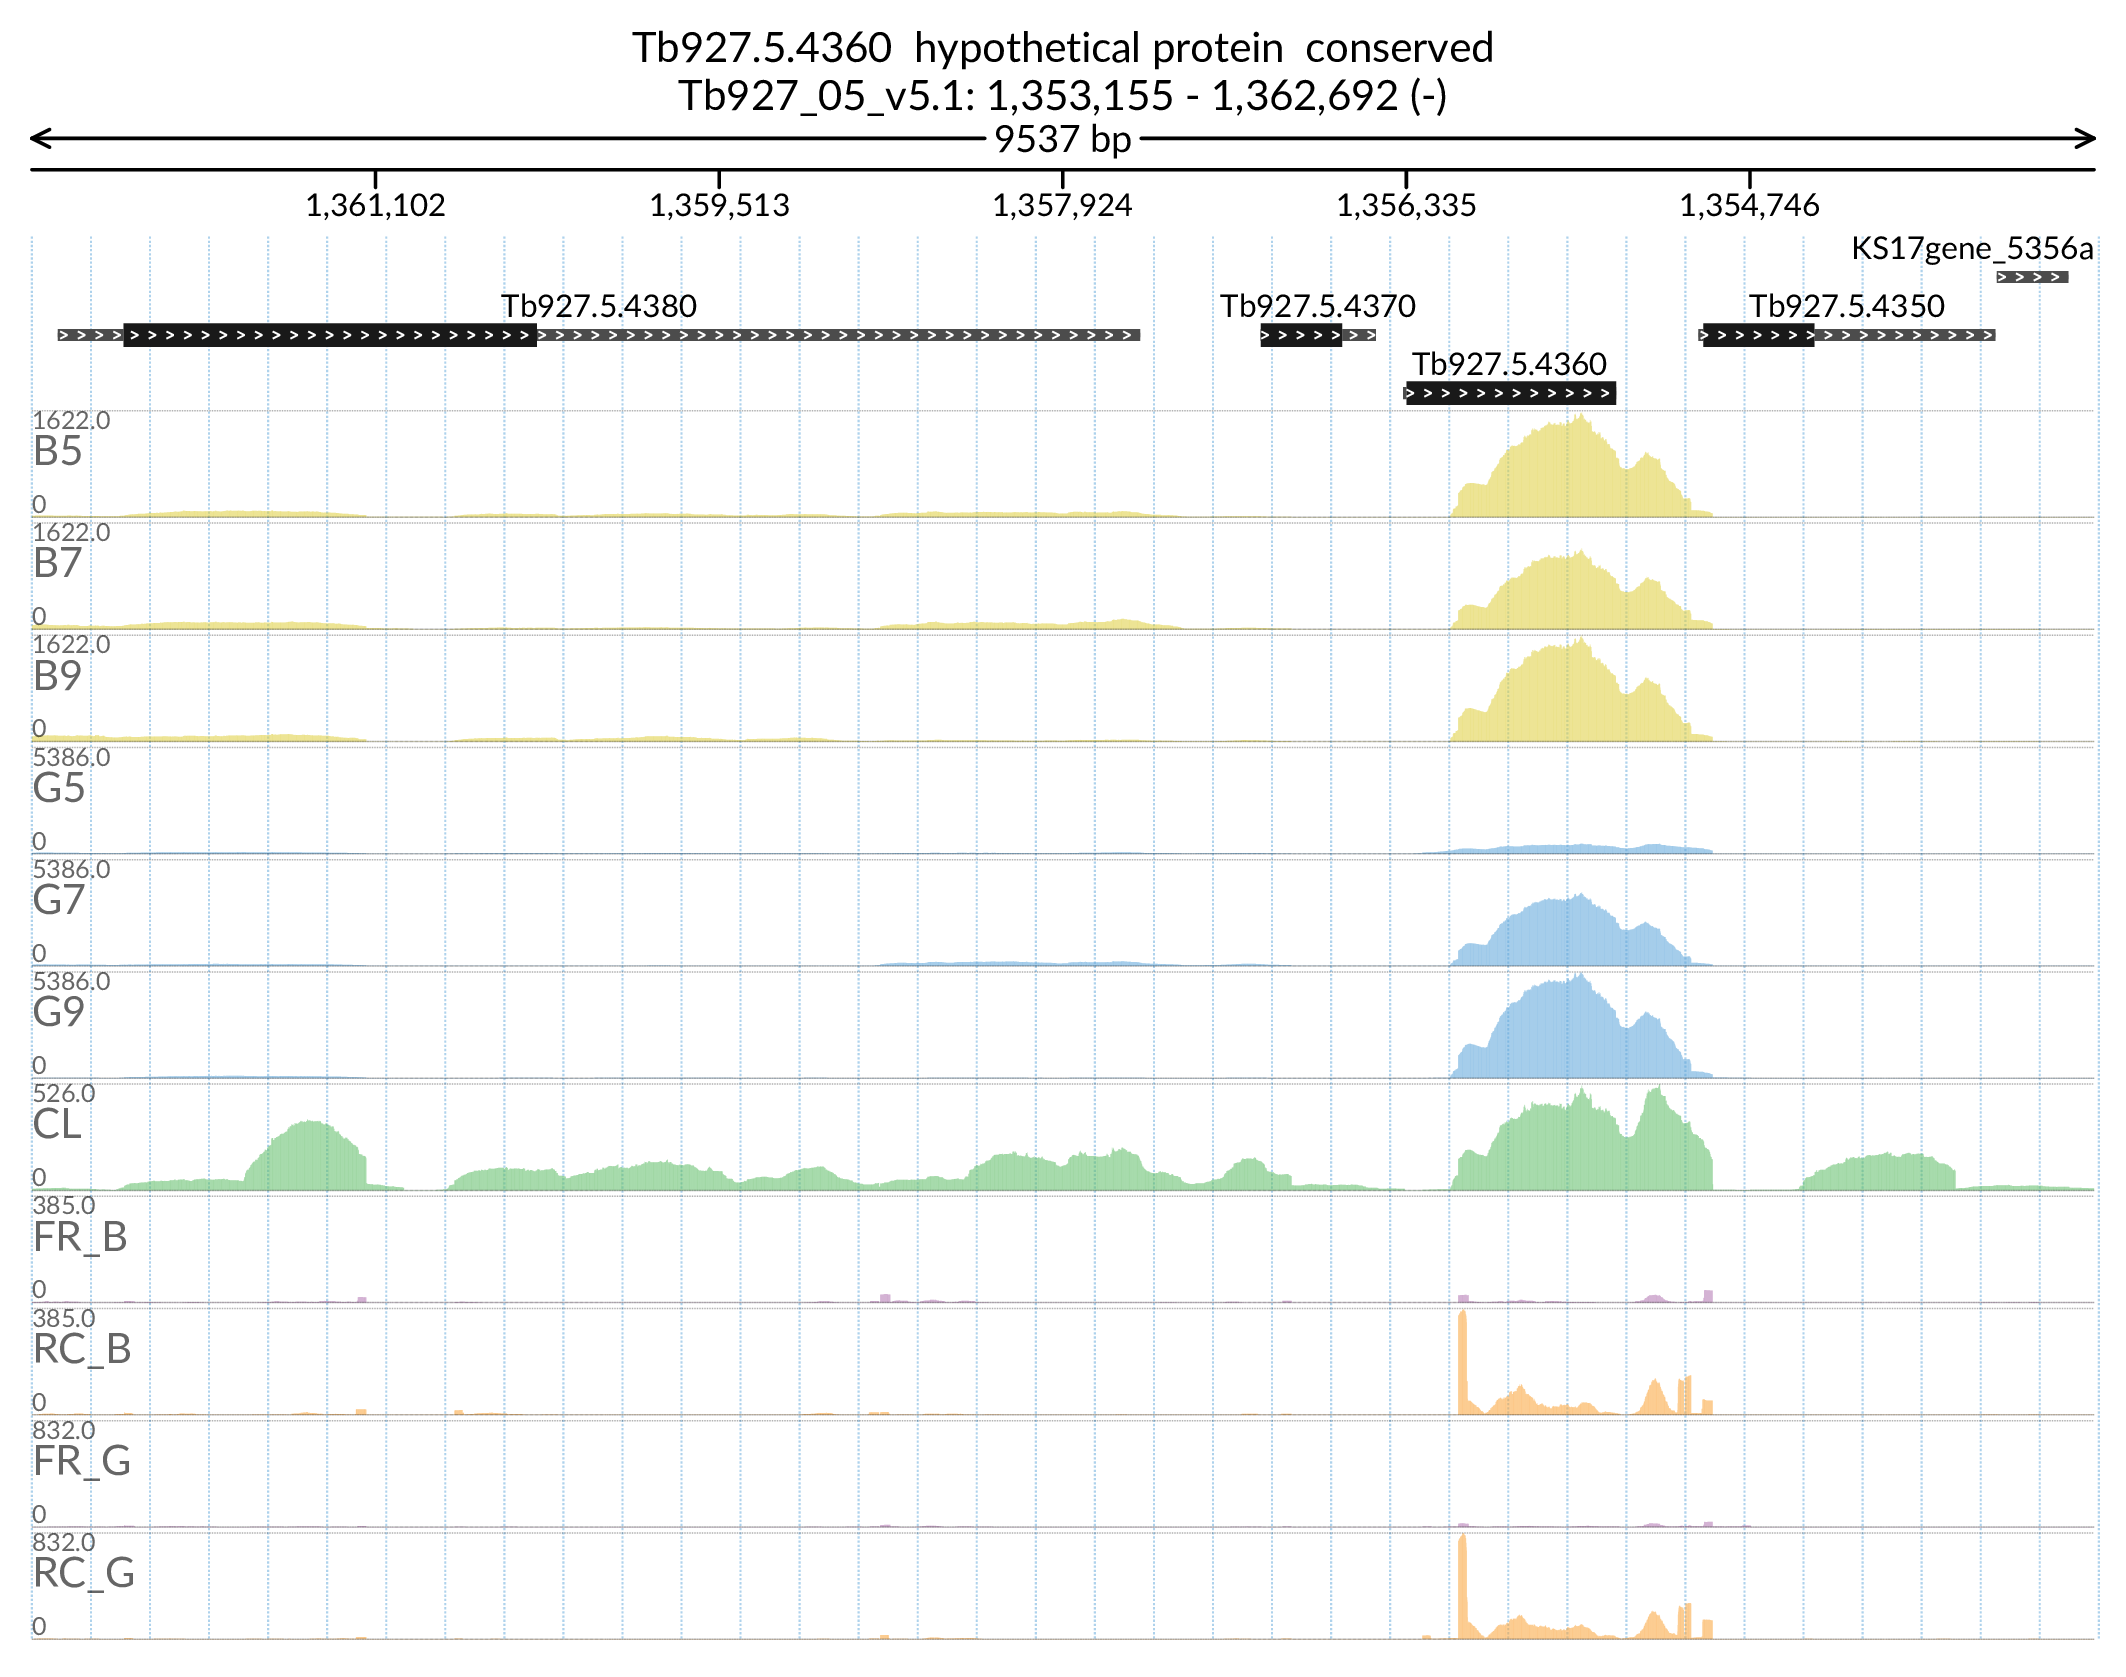 Tb927.5.4360  hypothetical protein  conserved
Tb927_05_v5.1: 1,353,155 - 1,362,692 (-)
9537 bp
1,361,102 1,359,513 1,357,924 1,356,335 1,354,746
KS17gene_5356a
Tb927.5.4380 Tb927.5.4370 Tb927.5.4350
Tb927.5.4360
1622.0
B5
0
1622.0
B7
0
1622.0
B9
0
5386.0
G5
0
5386.0
G7
0
5386.0
G9
0
526.0
CL
0
385.0
FR_B
0
385.0
RC_B
0
832.0
FR_G
0
832.0
RC_G
0